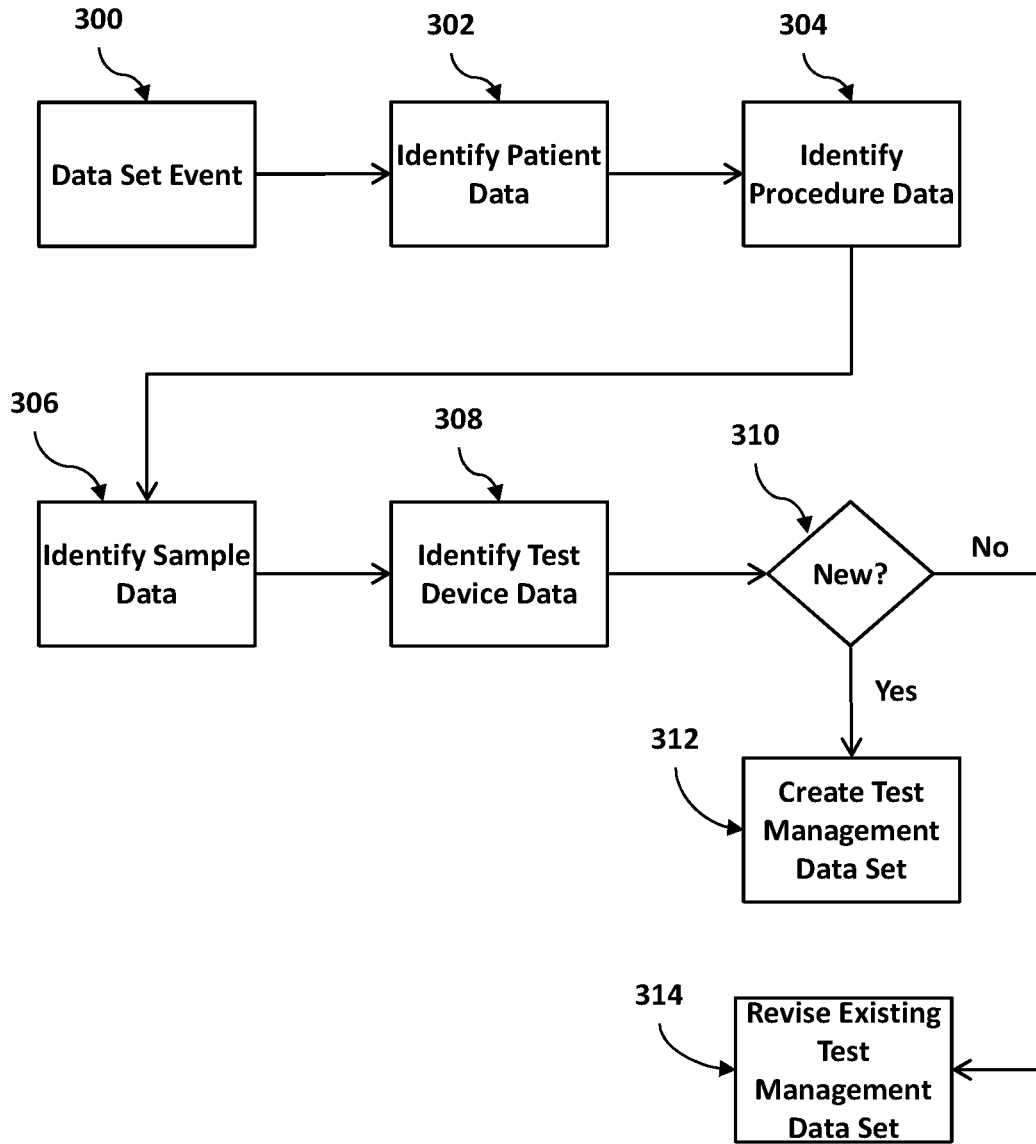 300
302
304
Data Set Event
Identify Patient
Data
Identify
Procedure Data
306
308
310
Identify Sample
Data
Identify Test
Device Data
New?
No
Yes
312
Create Test
Management
Data Set
314
Revise Existing
Test
Management
Data Set